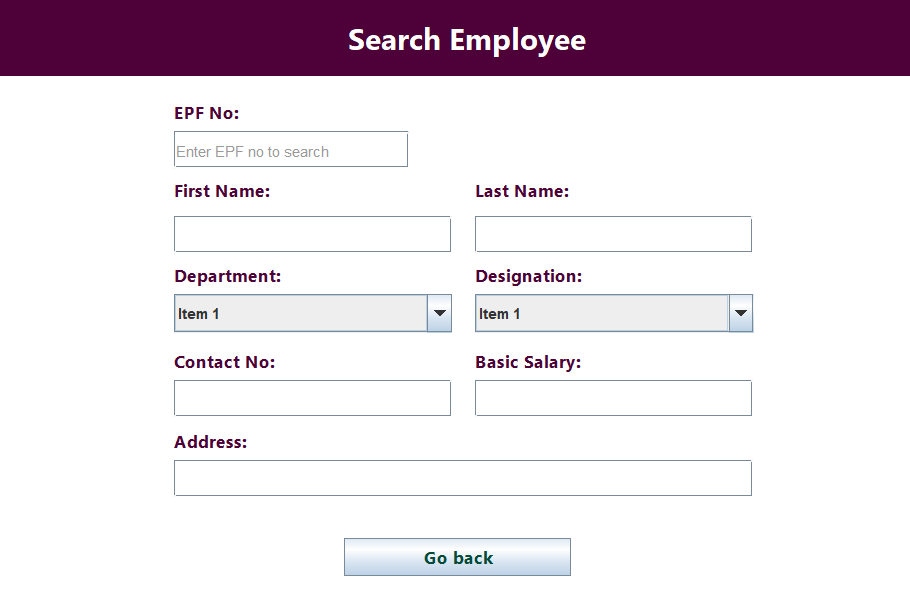 Search Employee
EPF No:
Enter EPF no to search
First Name: Last Name:
Department: Designation:
Item 1 Item 1
Contact No: Basic Salary:
Address:
Go back